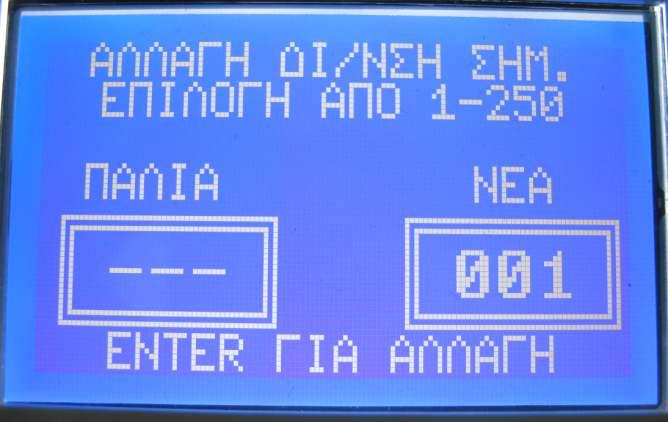 ΑΛΛΑΓΗ ΔΙ/ΝΣΗ ΣΗΜ.
ΕΠΙΛΟΓΗ ΑΠΟ 1-250
ΠΑΛΙΑ ΝΕΑ
--- 001
ENTER ΓΙΑ ΑΛΛΑΓΗ